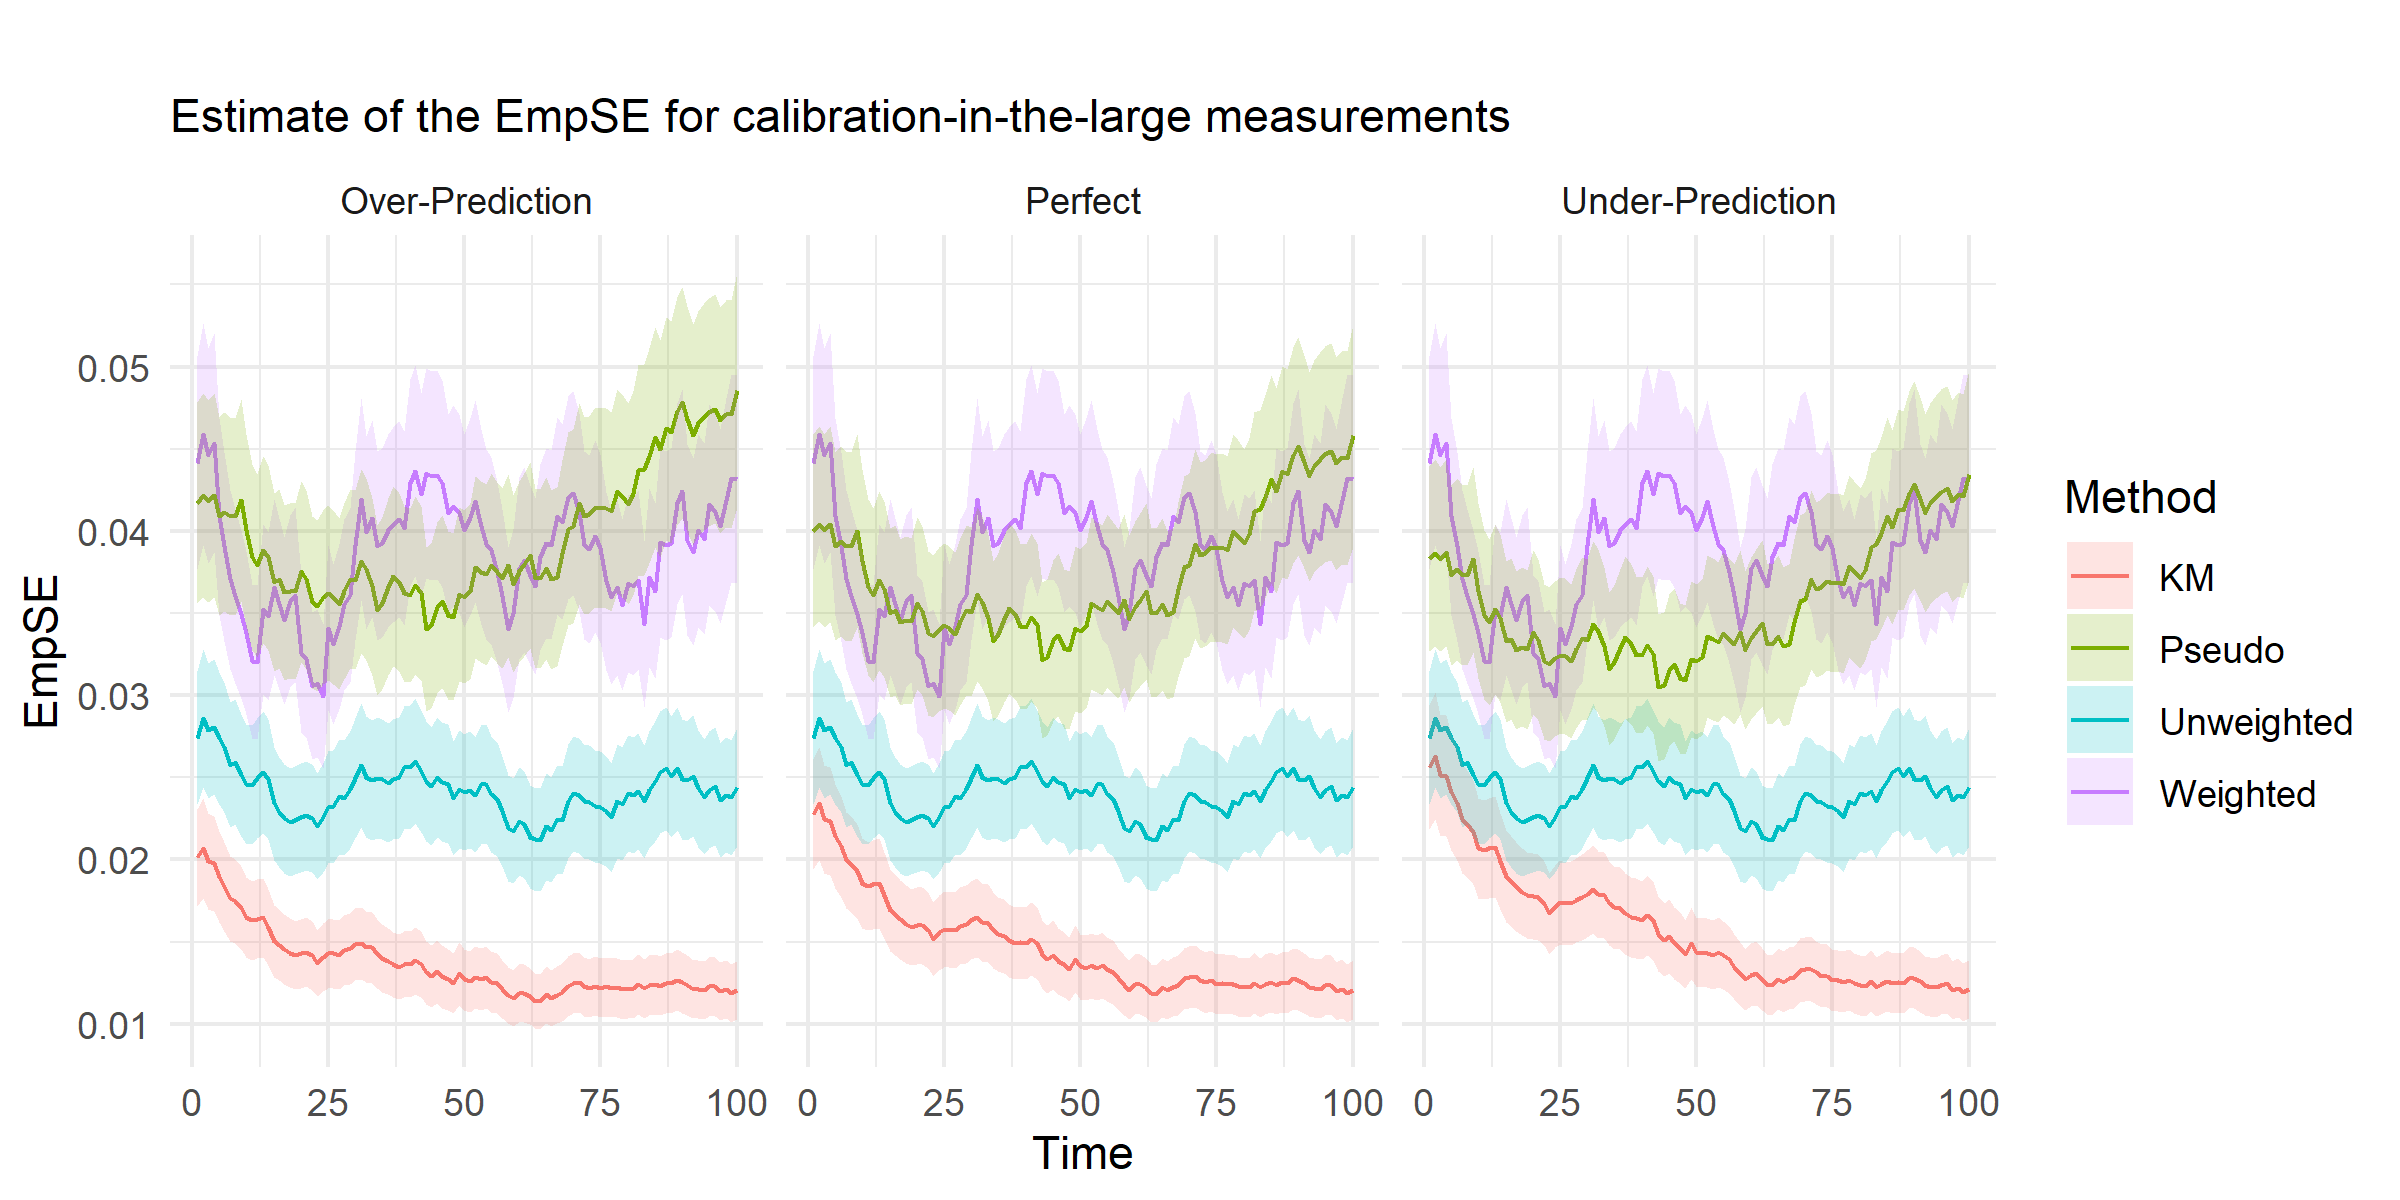 Estimate of the EmpSE for calibration-in-the-large measurements
Over-Prediction Perfect Under-Prediction
EmpSE
0.05
0.04
0.03
0.02
0.01
0 25 50 75 100 0 25 50 75 100 0 25 50 75 100
Time
Method
KM
Pseudo
Unweighted
Weighted